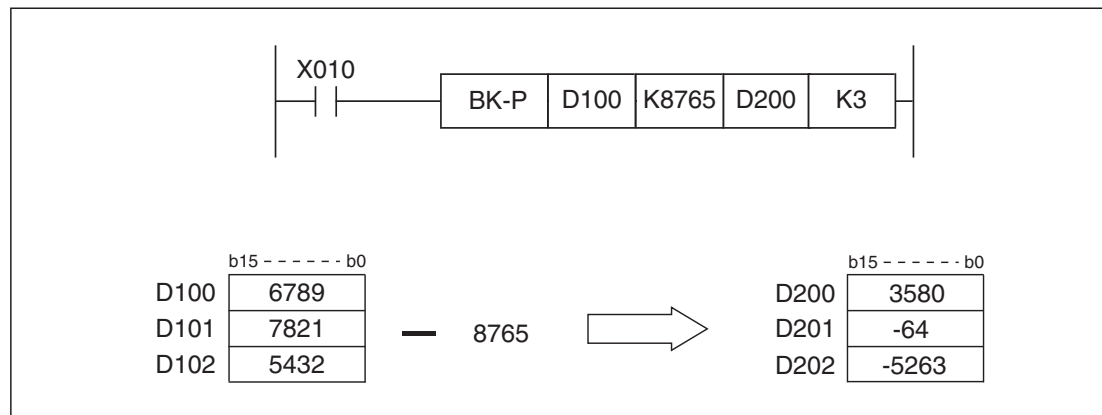 X010
BK-P D100 K8765 D200 K3
b15 - - - - - - b0 b15 - - - - - - b0
D100 6789 D200 3580
D101 7821 — 8765 D201 -64
D102 5432 D202 -5263